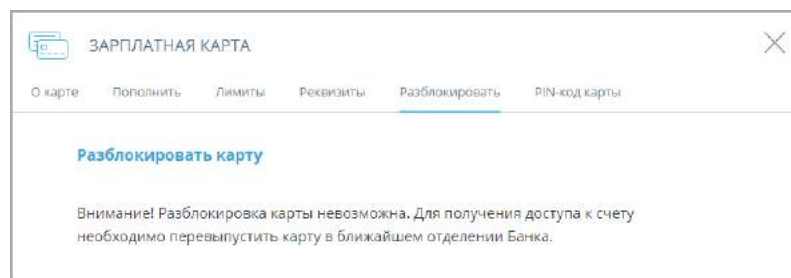 ЗАРПЛАТНАЯ КАРТА
О карте Пополнить Лимиты Реквизиты Разблокировать PIN-код карты
Разблокировать карту
Внимание! Разблокировка карты невозможна. Для получения доступа к счету
необходимо перевыпустить карту в ближайшем отделении Банка.